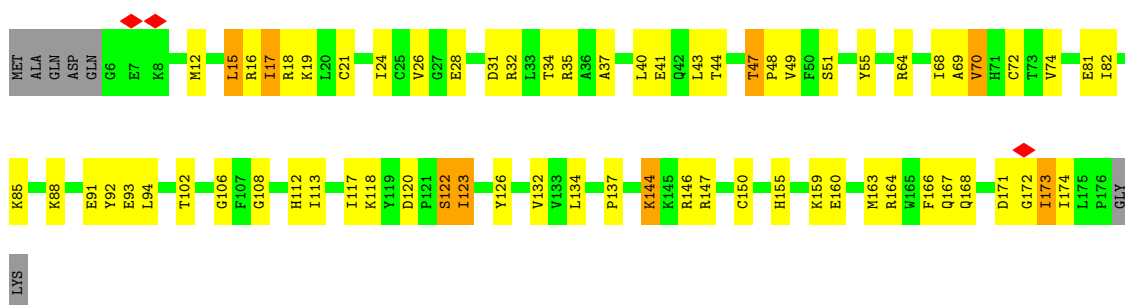 MET ALA GLN ASP GLN G6 E7 K8 M12 L15 R16 I17 R18 K19 L20 C21 I24 C25 V26 G27 E28 D31 R32 L33 T34 R35 A36 A37 L40 E41 Q42 L43 T44 T47 P48 V49 F50 S51 Y55 R64 I68 A69 V70 H71 C72 T73 V74 E81 I82
K85 K88 E91 Y92 E93 L94 T102 G106 F107 G108 H112 I113 I117 K118 Y119 D120 P121 S122 I123 Y126 V132 V133 L134 P137 K144 K145 R146 R147 C150 H155 K159 E160 M163 R164 W165 F166 Q167 Q168 D171 G172 I173 I174 L175 P176 GLY
LYS